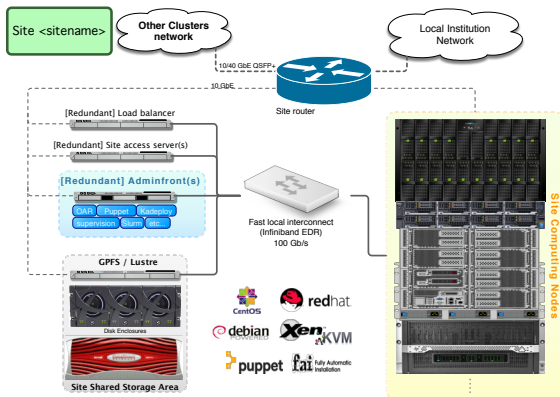 Site <sitename>
Other Clusters
network
Local Institution
Network
10/40 GbE QSFP+
10 GbE
Site router
[Redundant] Load balancer
[Redundant] Site access server(s)
[Redundant] Adminfront(s)
OAR
Puppet
Kadeploy
supervision
Slurm
etc...
Fast local interconnect
(Infiniband EDR)
100 Gb/s
Site Computing Nodes
GPFS / Lustre
Disk Enclosures
Site Shared Storage Area
CentOS
redhat.
debian
POWERED
Xen
KVM
puppet
fai
Fully Automatic
Installation